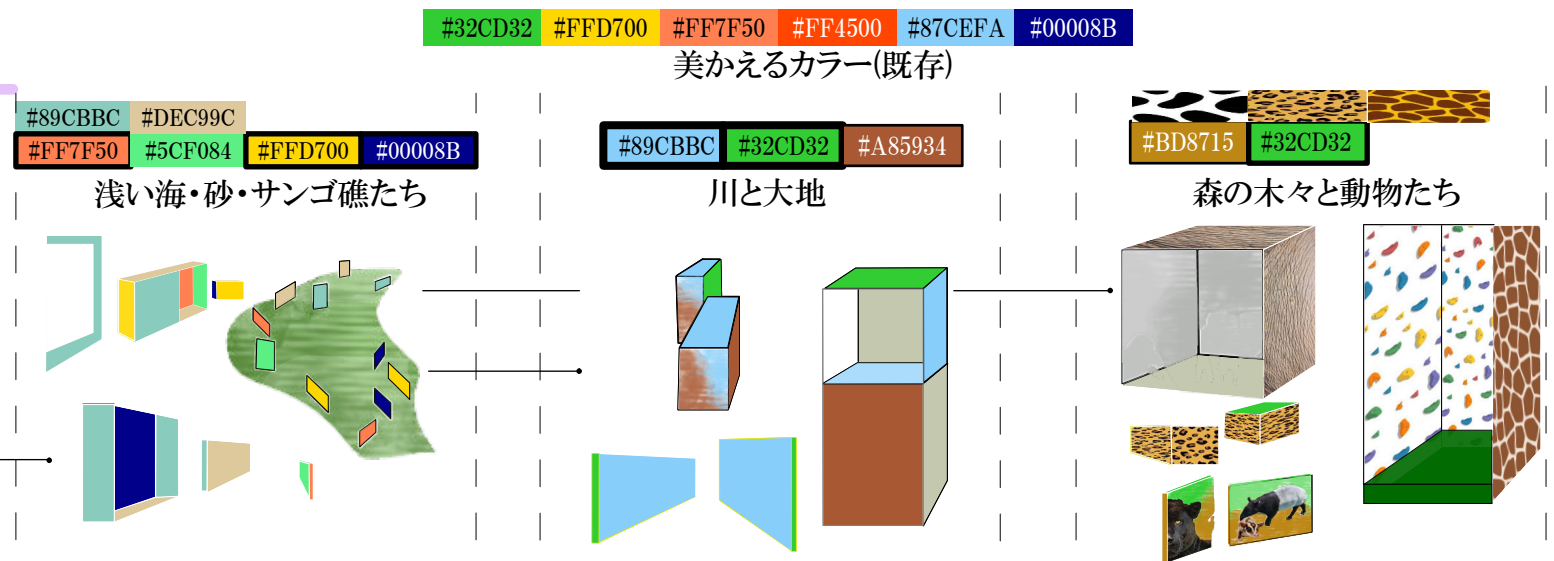 #32CD32 #FFD700 #FF7F50 #FF4500 #87CEFA #00008B
美かえるカラー(既存)
#89CBBC #DEC99C
#FF7F50 #5CF084 #FFD700 #00008B
浅い海・砂・サンゴ礁たち
#89CBBC #32CD32 #A85934
川と大地
#BD8715 #32CD32
森の木々と動物たち